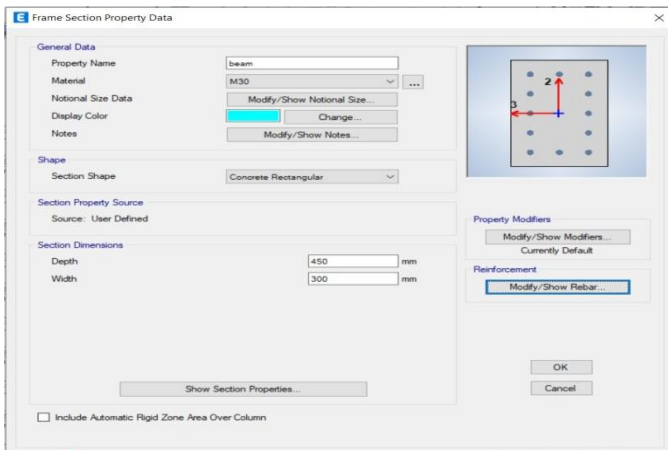 E Frame Section Property Data
General Data
Property Name beam
Material M30 ...
Notional Size Data Modify/Show Notional Size...
Display Color Change...
Notes Modify/Show Notes...
Shape
Section Shape Concrete Rectangular
Section Property Source
Source: User Defined
Section Dimensions
Depth 450 mm
Width 300 mm
Show Section Properties...
Include Automatic Rigid Zone Area Over Column
2
3
Property Modifiers
Modify/Show Modifiers...
Currently Default
Reinforcement
Modify/Show Rebar...
OK
Cancel